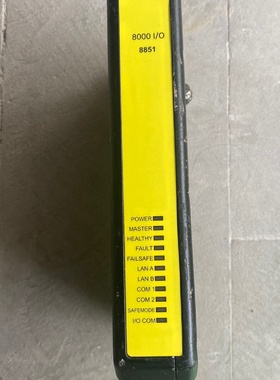 8000 I/O
8851
POWER
MASTER
HEALTHY
FAULT
FAILSAFE
LAN A
LAN B
COM 1
COM 2
SAFEMODE
I/O COM